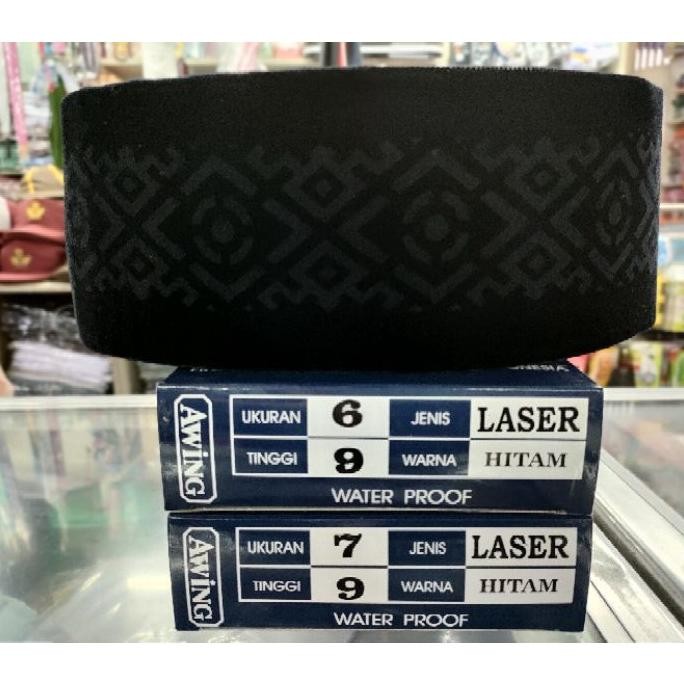 NESIA
AWING
UKURAN 6 JENIS LASER
TINGGI 9 WARNA HITAM
WATER PROOF
AWING
UKURAN 7 JENIS LASER
TINGGI 9 WARNA HITAM
WATER PROOF